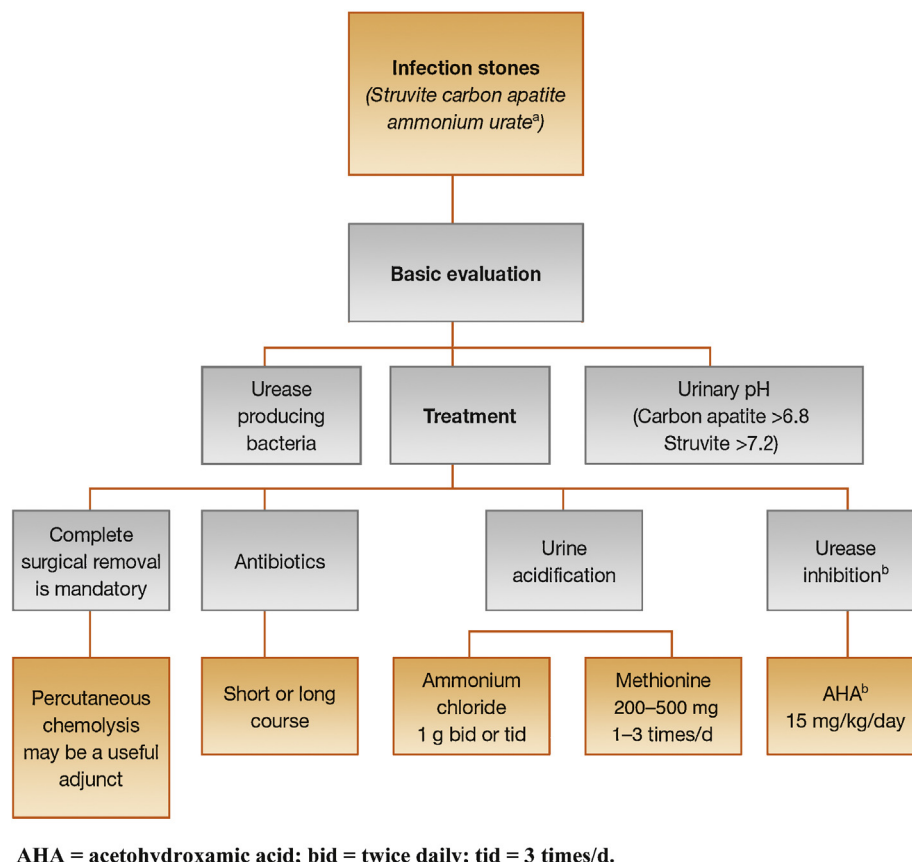 Infection stones
(Struvite carbon apatite
ammonium urateᵃ)
Basic evaluation
Urease
producing
bacteria
Treatment
Urinary pH
(Carbon apatite >6.8
Struvite >7.2)
Complete
surgical removal
is mandatory
Antibiotics
Urine
acidification
Urease
inhibitionᵇ
Percutaneous
chemolysis
may be a useful
adjunct
Short or long
course
Ammonium
chloride
1 g bid or tid
Methionine
200–500 mg
1–3 times/d
AHAᵇ
15 mg/kg/day
AHA = acetohydroxamic acid; bid = twice daily; tid = 3 times/d.